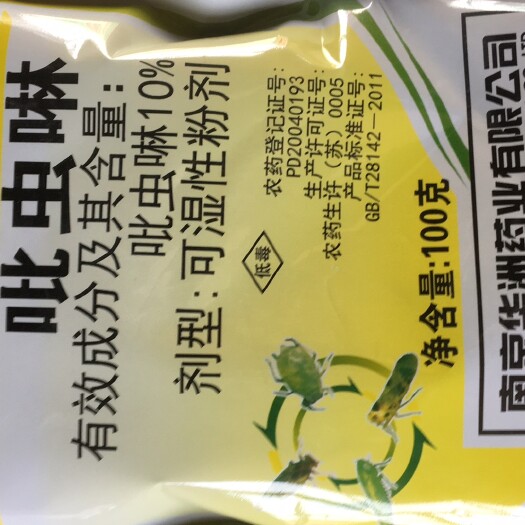 吡虫啉
有效成分及其含量:
吡虫啉10%
剂型:可湿性粉剂
低毒
农药登记证号:
PD20040193
生产许可证号:
农药生许(苏)0005
产品标准证号:
GB/T28142-2011
净含量:100克
南京华洲药业有限公司